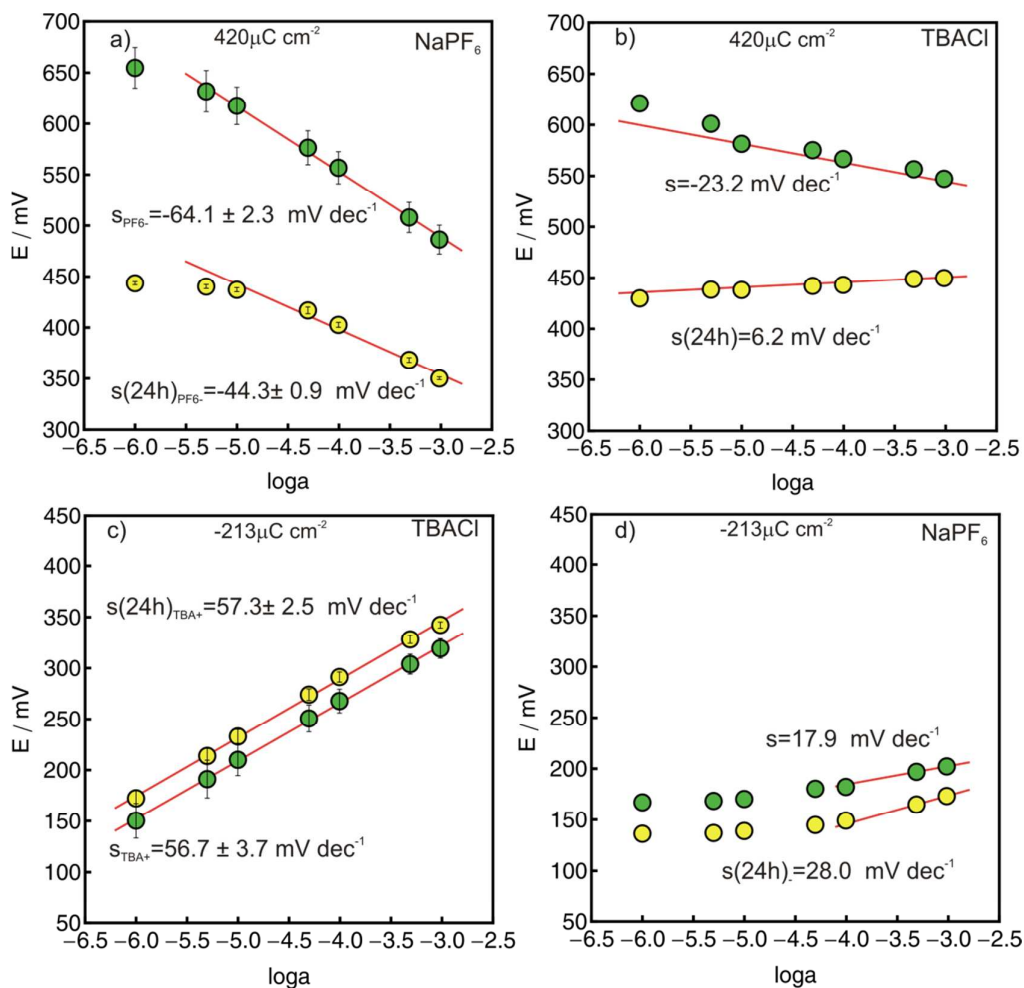 a) 420μC cm⁻² NaPF₆
700
650
600
550
500
450
400
350
300
E / mV
s_PF6-=-64.1 ± 2.3 mV dec⁻¹
s(24h)_PF6-=-44.3± 0.9 mV dec⁻¹
−6.5 −6.0 −5.5 −5.0 −4.5 −4.0 −3.5 −3.0 −2.5
loga
b) 420μC cm⁻² TBACl
700
650
600
550
500
450
400
350
300
E / mV
s=-23.2 mV dec⁻¹
s(24h)=6.2 mV dec⁻¹
−6.5 −6.0 −5.5 −5.0 −4.5 −4.0 −3.5 −3.0 −2.5
loga
c) -213μC cm⁻² TBACl
450
400
350
300
250
200
150
100
50
E / mV
s(24h)_TBA+=57.3± 2.5 mV dec⁻¹
s_TBA+=56.7 ± 3.7 mV dec⁻¹
−6.5 −6.0 −5.5 −5.0 −4.5 −4.0 −3.5 −3.0 −2.5
loga
d) -213μC cm⁻² NaPF₆
450
400
350
300
250
200
150
100
50
E / mV
s=17.9 mV dec⁻¹
s(24h)₋=28.0 mV dec⁻¹
−6.5 −6.0 −5.5 −5.0 −4.5 −4.0 −3.5 −3.0 −2.5
loga